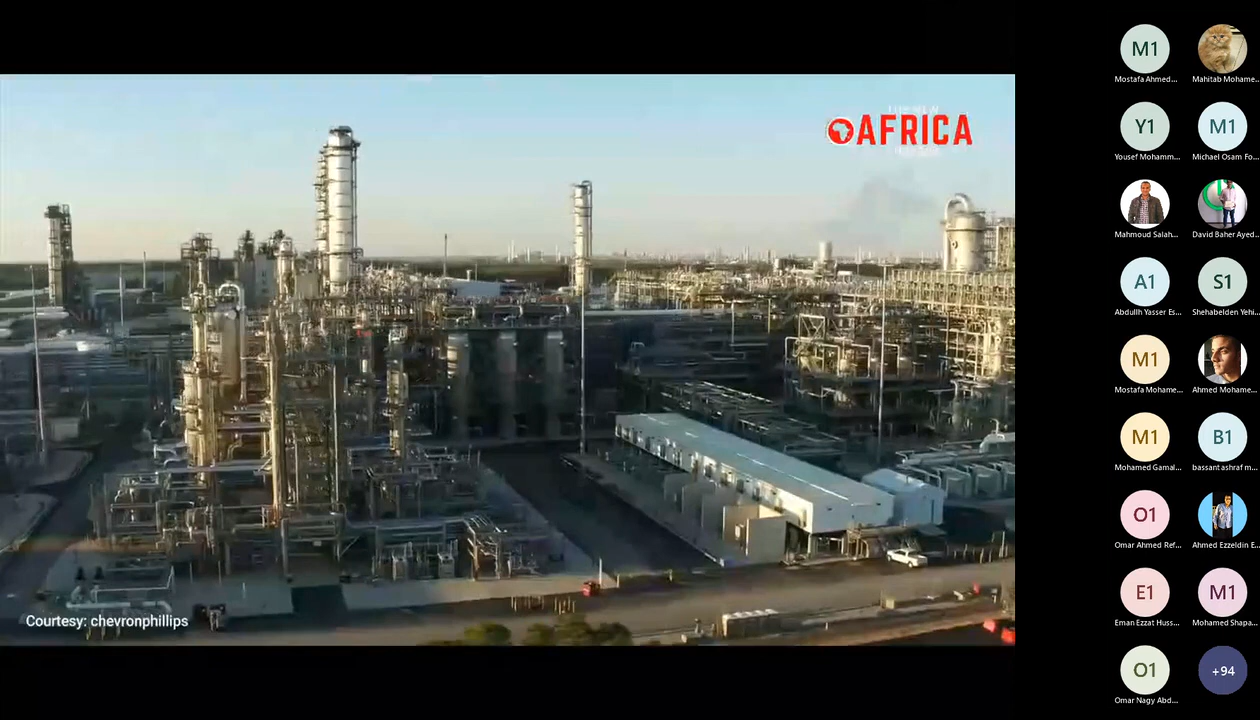 AFRICA
Courtesy: chevronphillips
M1
Mostafa Ahmed...
Mahitab Mohame...
Y1
Yousef Mohamm...
M1
Michael Osam Fo...
Mahmoud Salah...
David Baher Ayed...
A1
Abdullh Yasser Es...
S1
Shehabelden Yehi...
M1
Mostafa Mohame...
Ahmed Mohame...
M1
Mohamed Gamal...
B1
bassant ashraf m...
O1
Omar Ahmed Ref...
Ahmed Ezzeldin E...
E1
Eman Ezzat Huss...
M1
Mohamed Shapa...
O1
Omar Nagy Abd...
+94